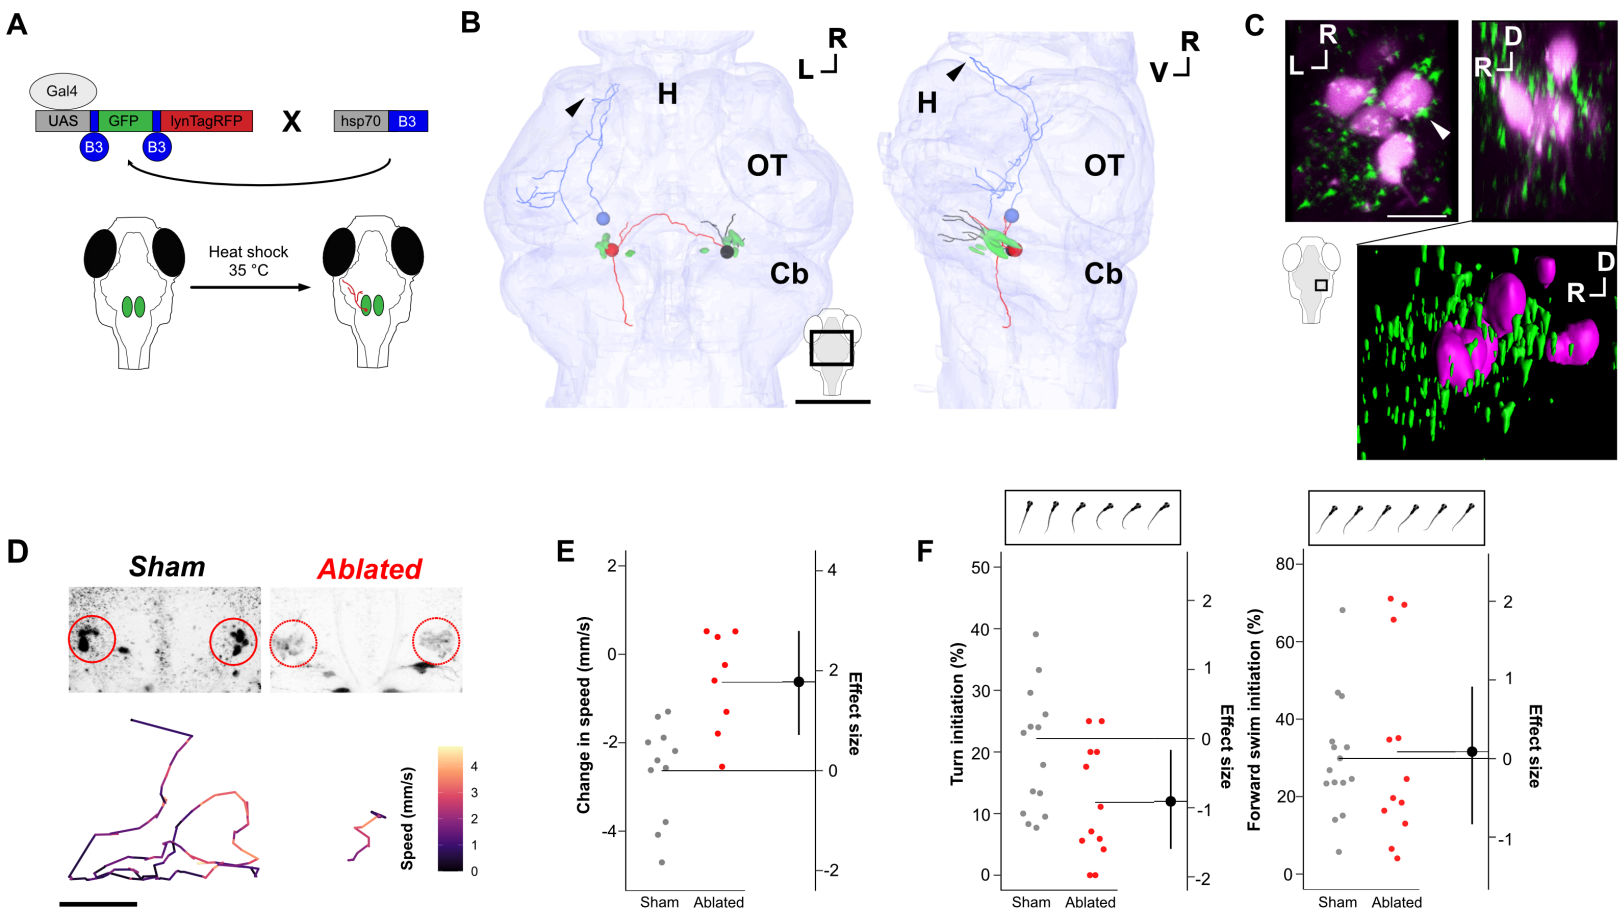 A
Gal4
UAS
GFP
lynTagRFP
X
hsp70
B3
B3
B3
Heat shock
35 °C
B
R
L
H
OT
Cb
R
V
H
OT
Cb
C
R
L
D
R
D
R
D
Sham
Ablated
Speed (mm/s)
4
3
2
1
0
E
Change in speed (mm/s)
2
0
-2
-4
Sham
Ablated
4
2
0
-2
Effect size
F
Turn initiation (%)
50
40
30
20
10
0
Sham
Ablated
2
1
0
-1
-2
Effect size
Forward swim initiation (%)
80
60
40
20
0
Sham
Ablated
2
1
0
-1
Effect size